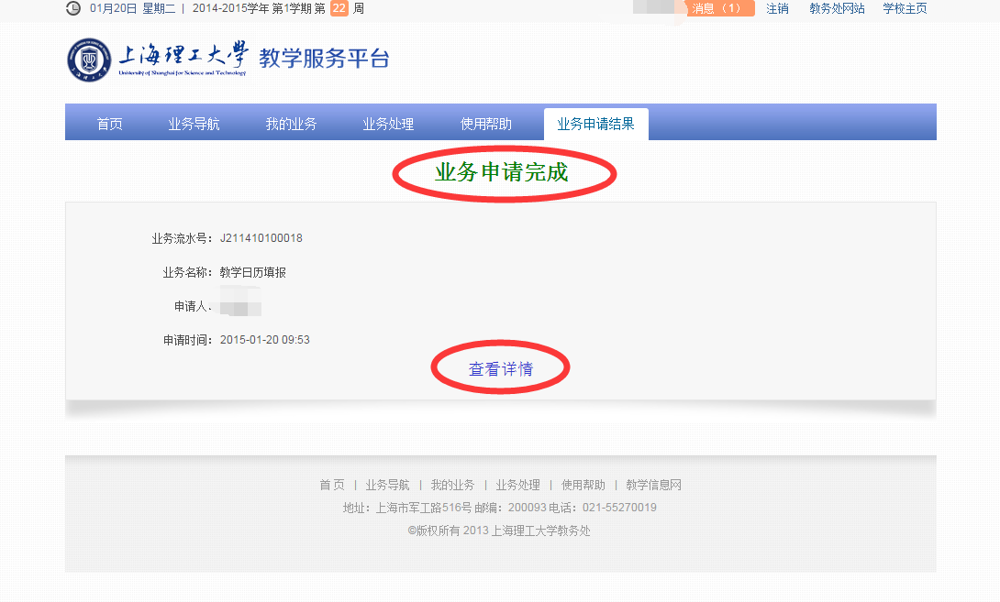 01月20日 星期二 | 2014-2015学年 第1学期 第 22 周
消息（1） 注销 教务处网站 学校主页
上海理工大学 教学服务平台
University of Shanghai for Science and Technology
首页 业务导航 我的业务 业务处理 使用帮助 业务申请结果
业务申请完成
业务流水号： J211410100018
业务名称： 教学日历填报
申请人
申请时间： 2015-01-20 09:53
查看详情
首 页 | 业务导航 | 我的业务 | 业务处理 | 使用帮助 | 教学信息网
地址：上海市军工路516号 邮编：200093 电话：021-55270019
©版权所有 2013 上海理工大学教务处